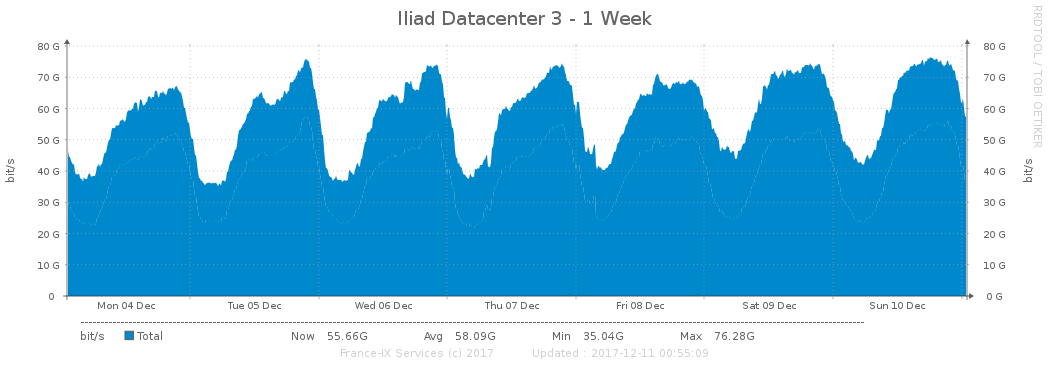 Iliad Datacenter 3 - 1 Week
RRDTOOL / TOBI OETIKER
bit/s
80 G
70 G
60 G
50 G
40 G
30 G
20 G
10 G
0
80 G
70 G
60 G
50 G
40 G
30 G
20 G
10 G
0 G
bit/s
Mon 04 Dec Tue 05 Dec Wed 06 Dec Thu 07 Dec Fri 08 Dec Sat 09 Dec Sun 10 Dec
bit/s Total Now 55.66G Avg 58.09G Min 35.04G Max 76.28G
France-IX Services (c) 2017 Updated : 2017-12-11 00:55:09